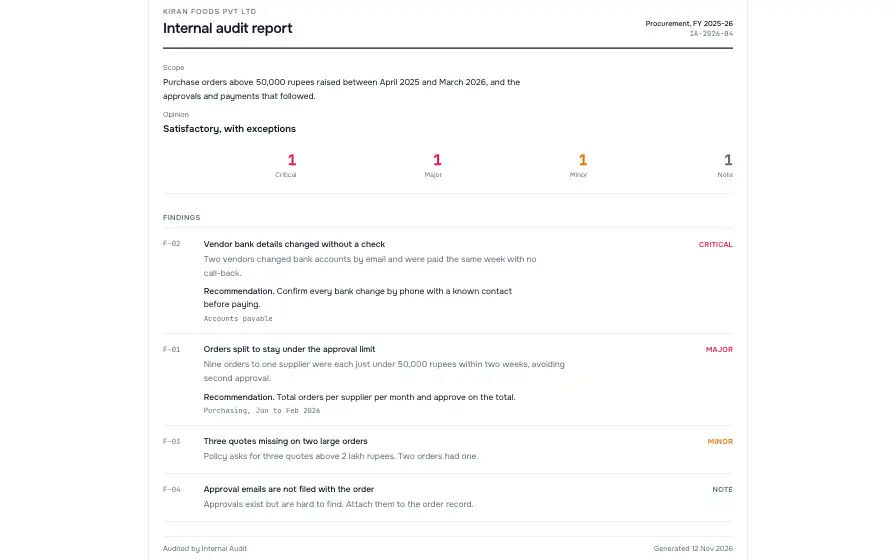 KIRAN FOODS PVT LTD
Internal audit report
Procurement, FY 2025-26
IA-2026-04
Scope
Purchase orders above 50,000 rupees raised between April 2025 and March 2026, and the
approvals and payments that followed.
Opinion
Satisfactory, with exceptions
1 1 1 1
Critical Major Minor Note
FINDINGS
F-02 Vendor bank details changed without a check CRITICAL
Two vendors changed bank accounts by email and were paid the same week with no
call-back.
Recommendation. Confirm every bank change by phone with a known contact
before paying.
Accounts payable
F-01 Orders split to stay under the approval limit MAJOR
Nine orders to one supplier were each just under 50,000 rupees within two weeks, avoiding
second approval.
Recommendation. Total orders per supplier per month and approve on the total.
Purchasing, Jan to Feb 2026
F-03 Three quotes missing on two large orders MINOR
Policy asks for three quotes above 2 lakh rupees. Two orders had one.
F-04 Approval emails are not filed with the order NOTE
Approvals exist but are hard to find. Attach them to the order record.
Audited by Internal Audit Generated 12 Nov 2026